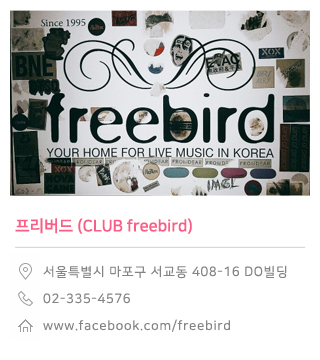 Since 1995
BNE
XOX
freebird
YOUR HOME FOR LIVE MUSIC IN KOREA
프리버드 (CLUB freebird)
서울특별시 마포구 서교동 408-16 DO빌딩
02-335-4576
www.facebook.com/freebird